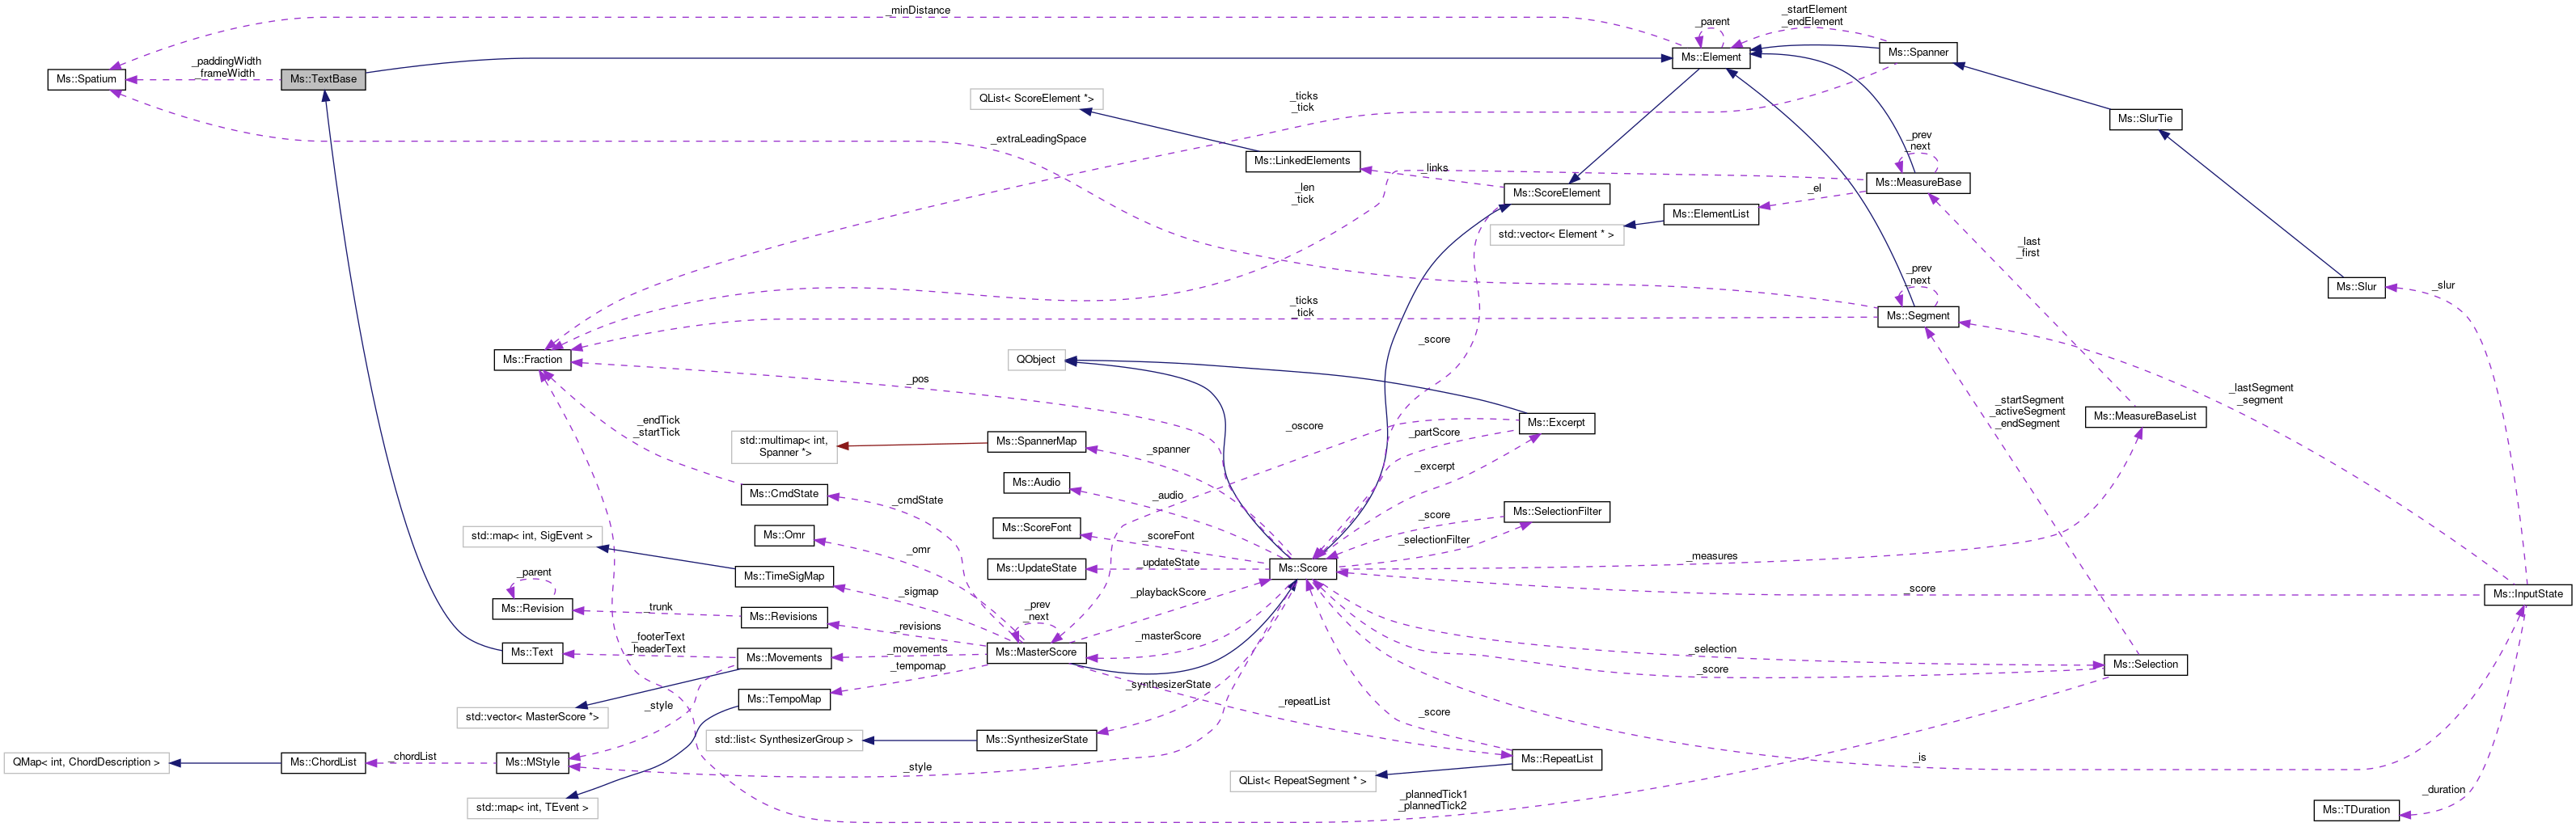 _minDistance
_startElement
_endElement
_parent
Ms::Spanner
Ms::Element
_paddingWidth
_frameWidth
Ms::Spatium
Ms::TextBase
QList< ScoreElement *>
_ticks
_tick
Ms::SlurTie
_extraLeadingSpace
_prev
_next
Ms::LinkedElements
_links
Ms::MeasureBase
_len
_tick
Ms::ScoreElement
_el
Ms::ElementList
std::vector< Element * >
_last
_first
_prev
_next
_slur
Ms::Slur
_ticks
_tick
Ms::Segment
_score
Ms::Fraction
QObject
_pos
_lastSegment
_segment
_startSegment
_activeSegment
_endSegment
Ms::MeasureBaseList
_endTick
_startTick
_oscore
Ms::Excerpt
_partScore
std::multimap< int,
Spanner *>
Ms::SpannerMap
_spanner
_excerpt
Ms::Audio
Ms::CmdState
_cmdState
_audio
Ms::SelectionFilter
_score
Ms::ScoreFont
std::map< int, SigEvent >
Ms::Omr
_omr
_scoreFont
_selectionFilter
_measures
_updateState
Ms::UpdateState
Ms::Score
_parent
Ms::TimeSigMap
_sigmap
_playbackScore
_score
Ms::InputState
Ms::Revision
_trunk
Ms::Revisions
_revisions
_prev
_next
_masterScore
_footerText
_headerText
Ms::Text
Ms::Movements
_movements
Ms::MasterScore
_selection
Ms::Selection
_tempomap
_score
_synthesizerState
Ms::TempoMap
_repeatList
_style
std::vector< MasterScore *>
_score
std::list< SynthesizerGroup >
Ms::SynthesizerState
QMap< int, ChordDescription >
Ms::ChordList
_chordList
Ms::MStyle
_style
Ms::RepeatList
_is
QList< RepeatSegment * >
_duration
std::map< int, TEvent >
_plannedTick1
_plannedTick2
Ms::TDuration